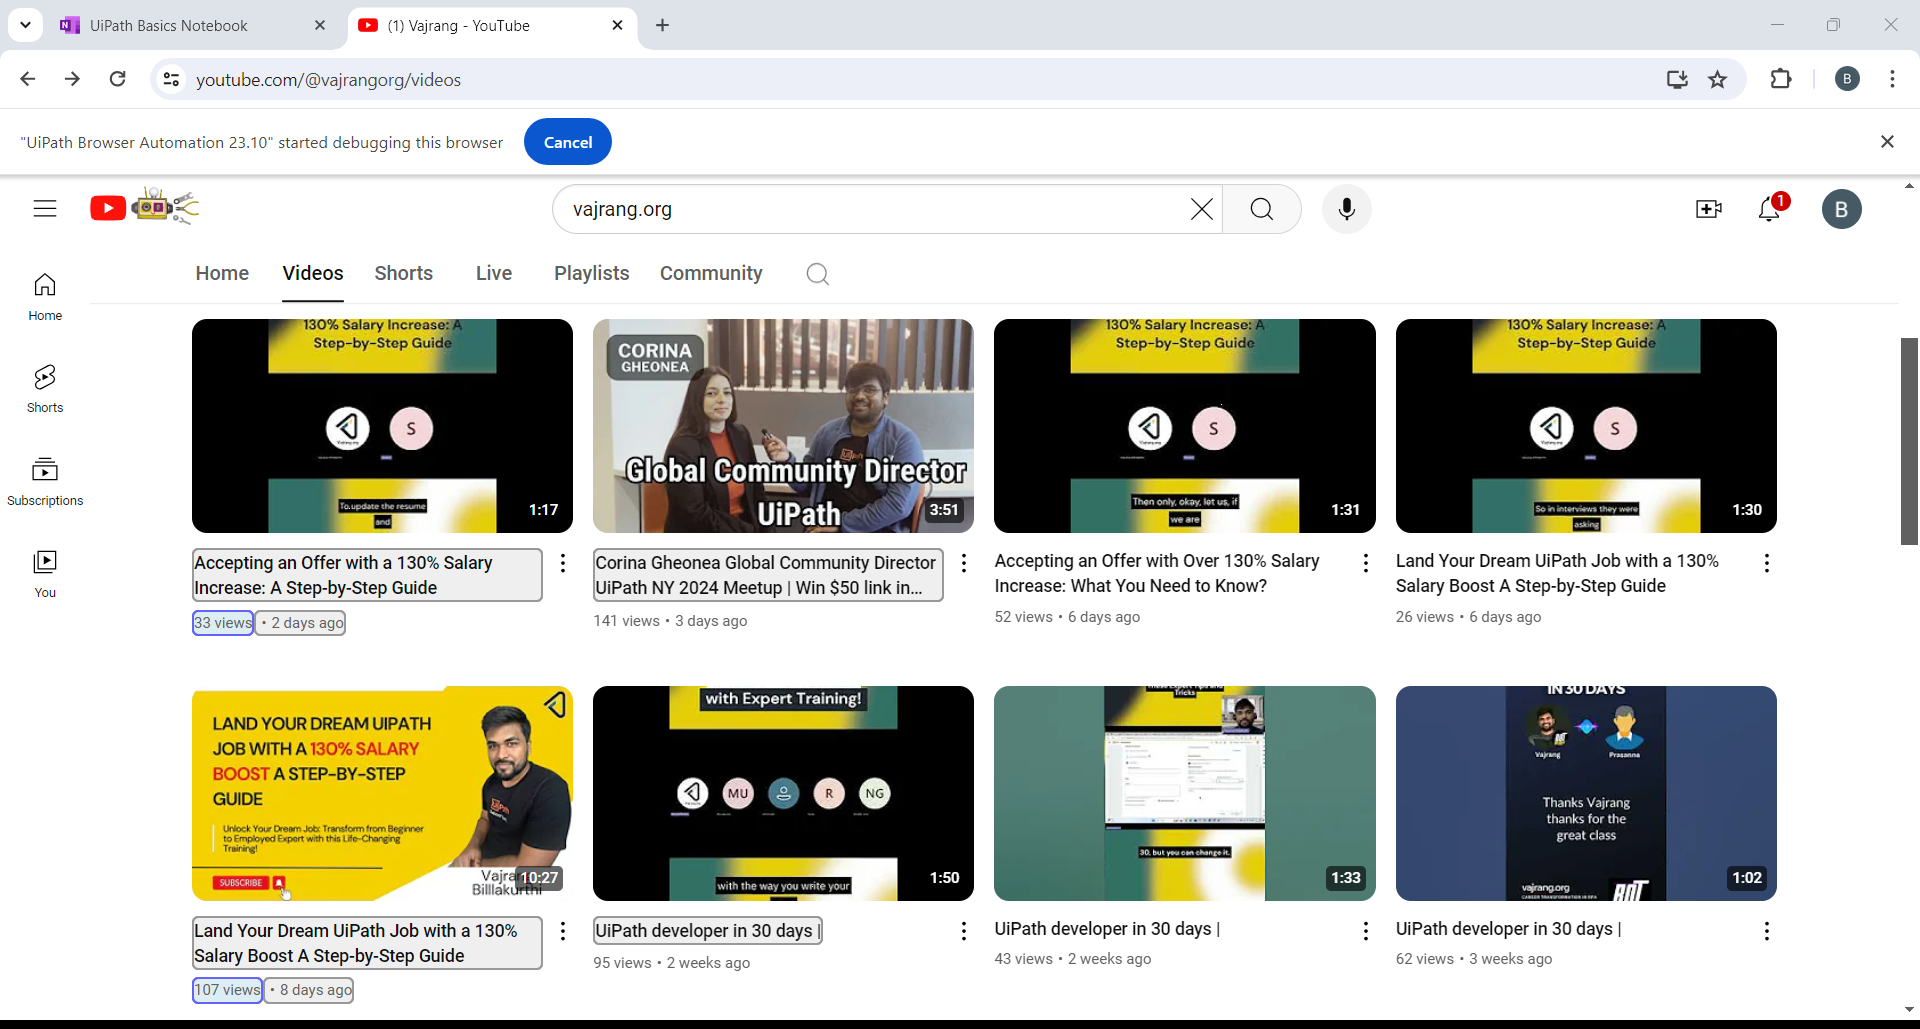 UiPath Basics Notebook
(1) Vajrang - YouTube
youtube.com/@vajrangorg/videos
B
"UiPath Browser Automation 23.10" started debugging this browser
Cancel
vajrang.org
1
B
Home
Videos
Shorts
Live
Playlists
Community
Home
Shorts
Subscriptions
You
130% Salary Increase: A
Step-by-Step Guide
S
To update the resume
and
1:17
CORINA
GHEONEA
Global Community Director
UiPath
3:51
130% Salary Increase: A
Step-by-Step Guide
S
Then only, okay, let us, if
we are
1:31
130% Salary Increase: A
Step-by-Step Guide
S
So in interviews they were
asking
1:30
Accepting an Offer with a 130% Salary
Increase: A Step-by-Step Guide
33 views • 2 days ago
Corina Gheonea Global Community Director
UiPath NY 2024 Meetup | Win $50 link in...
141 views • 3 days ago
Accepting an Offer with Over 130% Salary
Increase: What You Need to Know?
52 views • 6 days ago
Land Your Dream UiPath Job with a 130%
Salary Boost A Step-by-Step Guide
26 views • 6 days ago
LAND YOUR DREAM UIPATH
JOB WITH A 130% SALARY
BOOST A STEP-BY-STEP
GUIDE
Unlock Your Dream Job: Transform from Beginner
to Employed Expert with this Life-Changing
Training!
SUBSCRIBE
Billlakurthi
10:27
with Expert Training!
MU
R
NG
with the way you write your
1:50
Tricks
30, but you can change it.
1:33
IN 30 DAYS
Vajrang
Prasanna
Thanks Vajrang
thanks for the
great class
vajrang.org
CAREER TRANSFORMATION IN RPA
BOT
1:02
Land Your Dream UiPath Job with a 130%
Salary Boost A Step-by-Step Guide
107 views • 8 days ago
UiPath developer in 30 days |
95 views • 2 weeks ago
UiPath developer in 30 days |
43 views • 2 weeks ago
UiPath developer in 30 days |
62 views • 3 weeks ago